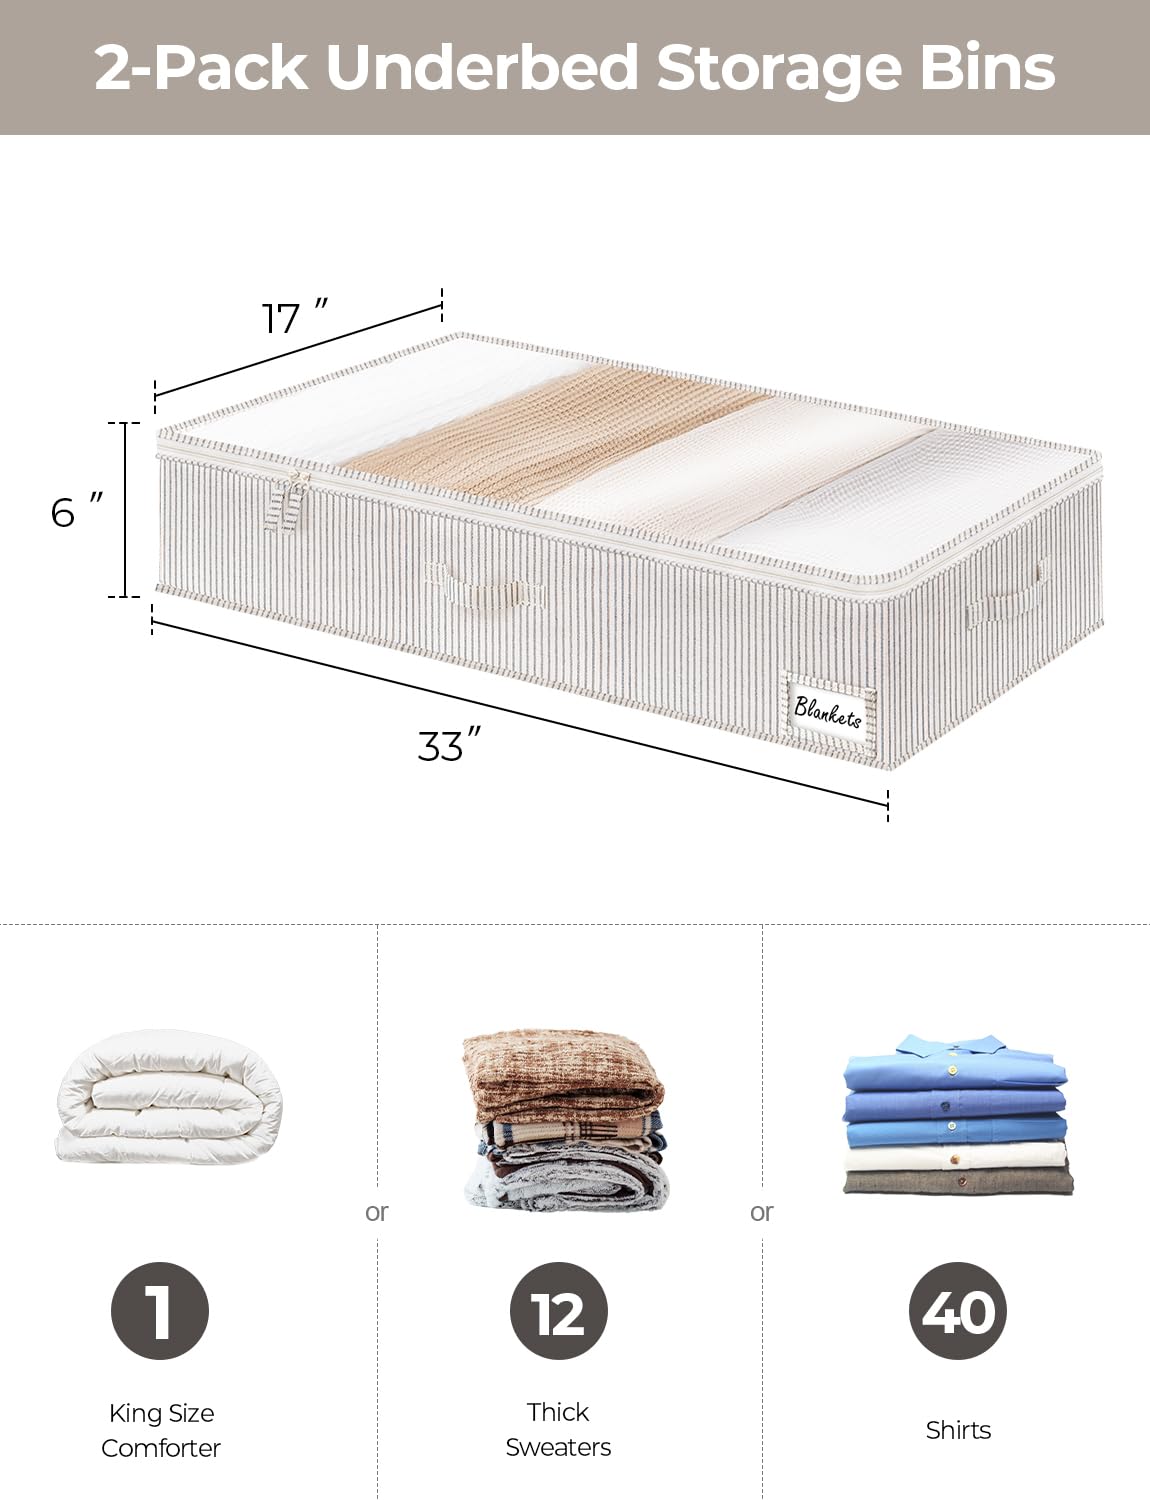 2-Pack Underbed Storage Bins
17 ″
6 ″
Blankets
33″
or
or
1
12
40
King Size
Comforter
Thick
Sweaters
Shirts